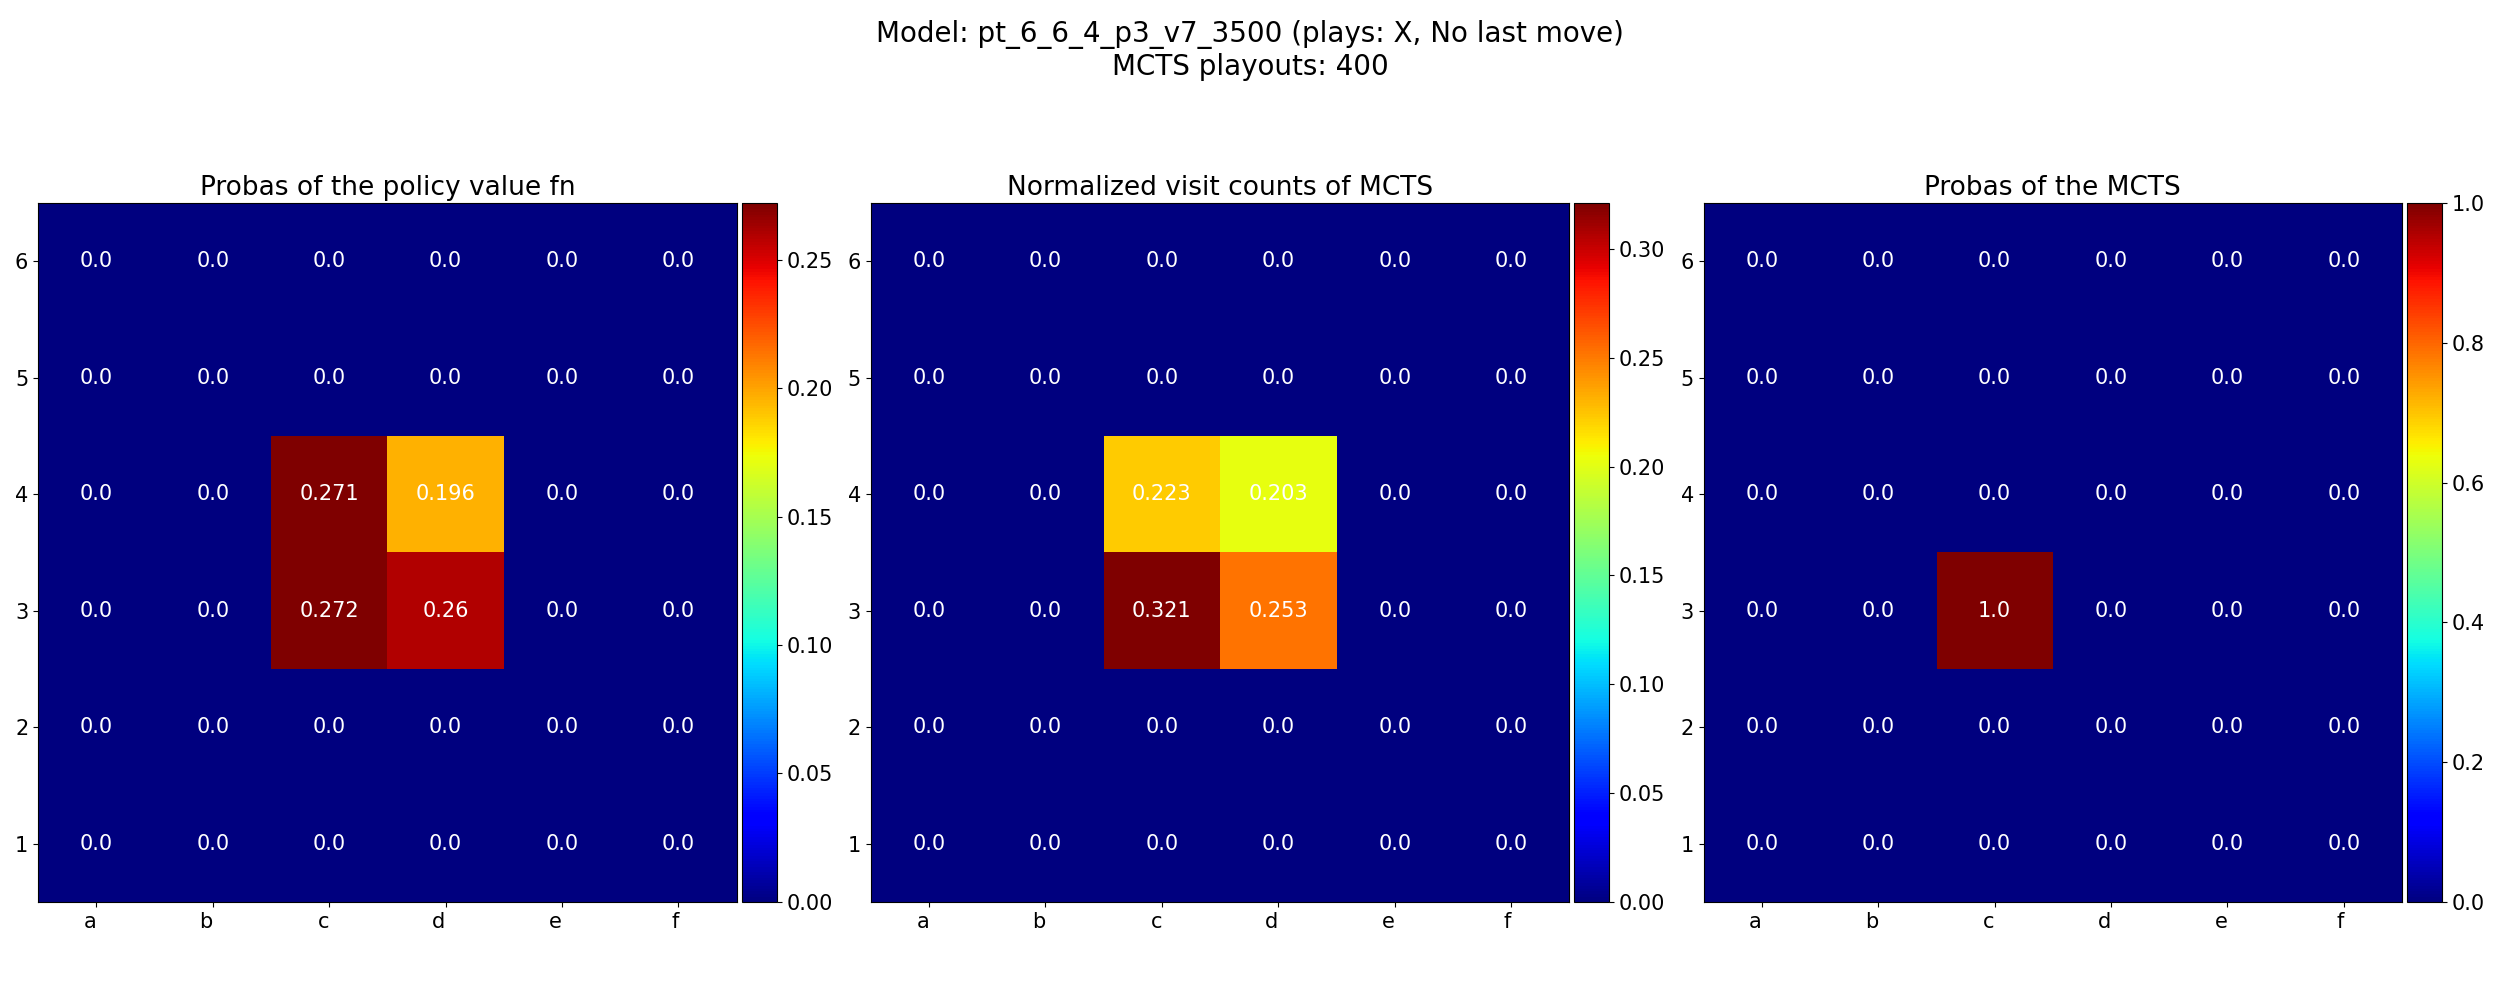 Model: pt_6_6_4_p3_v7_3500 (plays: X, No last move)
MCTS playouts: 400
Probas of the policy value fn
6 0.0 0.0 0.0 0.0 0.0 0.0
5 0.0 0.0 0.0 0.0 0.0 0.0
4 0.0 0.0 0.271 0.196 0.0 0.0
3 0.0 0.0 0.272 0.26 0.0 0.0
2 0.0 0.0 0.0 0.0 0.0 0.0
1 0.0 0.0 0.0 0.0 0.0 0.0
a b c d e f
0.25
0.20
0.15
0.10
0.05
0.00
Normalized visit counts of MCTS
6 0.0 0.0 0.0 0.0 0.0 0.0
5 0.0 0.0 0.0 0.0 0.0 0.0
4 0.0 0.0 0.223 0.203 0.0 0.0
3 0.0 0.0 0.321 0.253 0.0 0.0
2 0.0 0.0 0.0 0.0 0.0 0.0
1 0.0 0.0 0.0 0.0 0.0 0.0
a b c d e f
0.30
0.25
0.20
0.15
0.10
0.05
0.00
Probas of the MCTS
6 0.0 0.0 0.0 0.0 0.0 0.0
5 0.0 0.0 0.0 0.0 0.0 0.0
4 0.0 0.0 0.0 0.0 0.0 0.0
3 0.0 0.0 1.0 0.0 0.0 0.0
2 0.0 0.0 0.0 0.0 0.0 0.0
1 0.0 0.0 0.0 0.0 0.0 0.0
a b c d e f
1.0
0.8
0.6
0.4
0.2
0.0